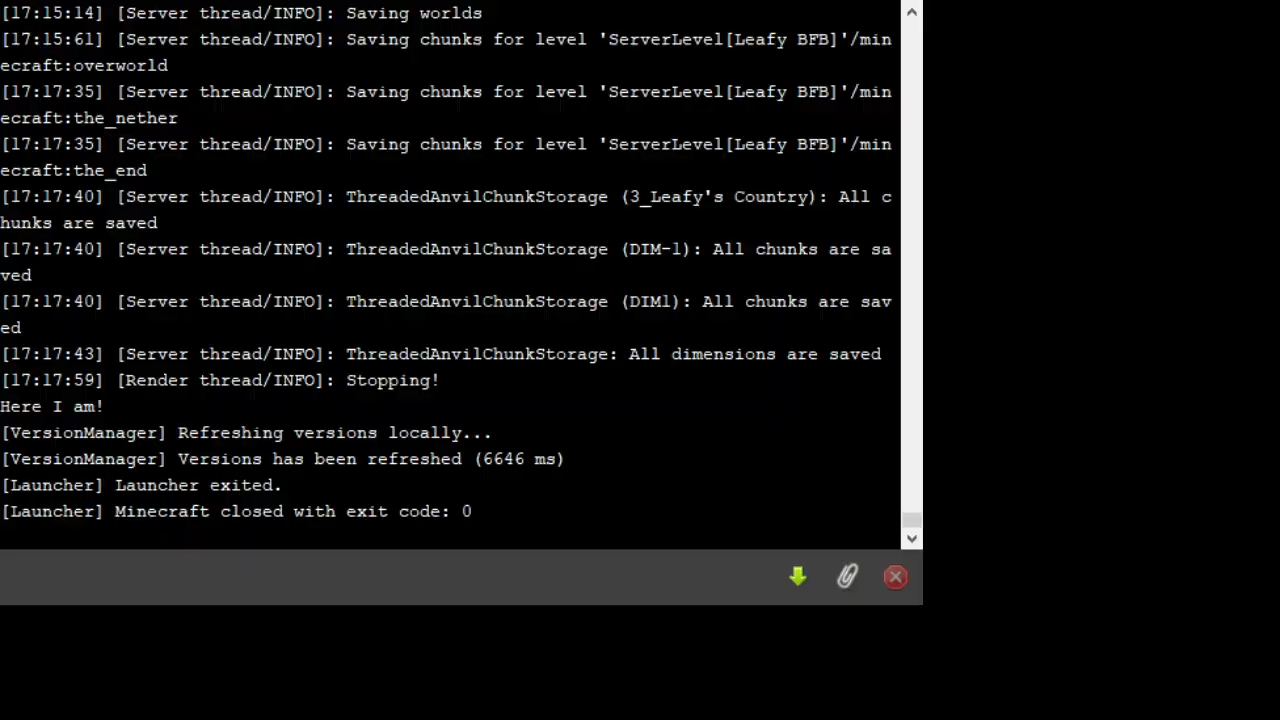 [17:15:14] [Server thread/INFO]: Saving worlds
[17:15:61] [Server thread/INFO]: Saving chunks for level 'ServerLevel[Leafy BFB]'/min
ecraft:overworld
[17:17:35] [Server thread/INFO]: Saving chunks for level 'ServerLevel[Leafy BFB]'/min
ecraft:the_nether
[17:17:35] [Server thread/INFO]: Saving chunks for level 'ServerLevel[Leafy BFB]'/min
ecraft:the_end
[17:17:40] [Server thread/INFO]: ThreadedAnvilChunkStorage (3_Leafy's Country): All c
hunks are saved
[17:17:40] [Server thread/INFO]: ThreadedAnvilChunkStorage (DIM-1): All chunks are sa
ved
[17:17:40] [Server thread/INFO]: ThreadedAnvilChunkStorage (DIM1): All chunks are sav
ed
[17:17:43] [Server thread/INFO]: ThreadedAnvilChunkStorage: All dimensions are saved
[17:17:59] [Render thread/INFO]: Stopping!
Here I am!
[VersionManager] Refreshing versions locally...
[VersionManager] Versions has been refreshed (6646 ms)
[Launcher] Launcher exited.
[Launcher] Minecraft closed with exit code: 0